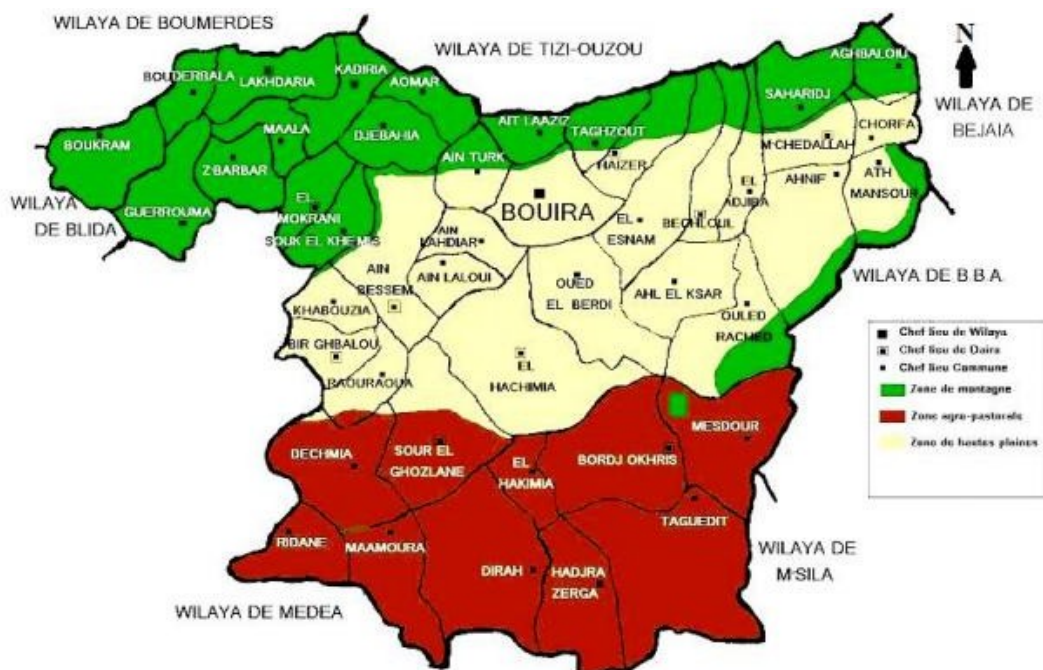 WILAYA DE BOUMERDES
WILAYA DE TIZI-OUZOU
N
AGHBALOU
BOUDERBALA
LAKHDARIA
KADIRIA
AOMAR
SAHARIDJ
WILAYA DE
BEJAIA
BOUKRAM
MAALA
DJEBAHIA
AIT LAAZIZ
TAGHZOUT
CHORFA
Z·BARBAR
AIN TURK
HAIZER
M'CHEDALLAH
AHNIF
ATH
MANSOUR
WILAYA
DE BLIDA
GUERROUMA
EL
MOKRANI
SOUK EL KHEMIS
BOUIRA
EL
ADJIBA
BECHLOUL
EL
ESNAM
AIN
LAHDJAR
AIN LALOUI
AIN
BESSEM
OUED
EL BERDI
AHL EL KSAR
OULED
RACHED
WILAYA DE B B A
KHABOUZIA
BIR GHBALOU
RAOURAOUA
EL
HACHIMIA
Chef lieu de Wilaya
Chef lieu de Daira
Chef lieu Commune
Zone de montagne
Zone agro-pastorale
Zone de hautes plaines
DECHMIA
SOUR EL
GHOZLANE
EL
HAKIMIA
BORDJ OKHRIS
MESDOUR
TAGUEDIT
RIDANE
MAAMOURA
DIRAH
HADJRA
ZERGA
WILAYA DE
M'SILA
WILAYA DE MEDEA